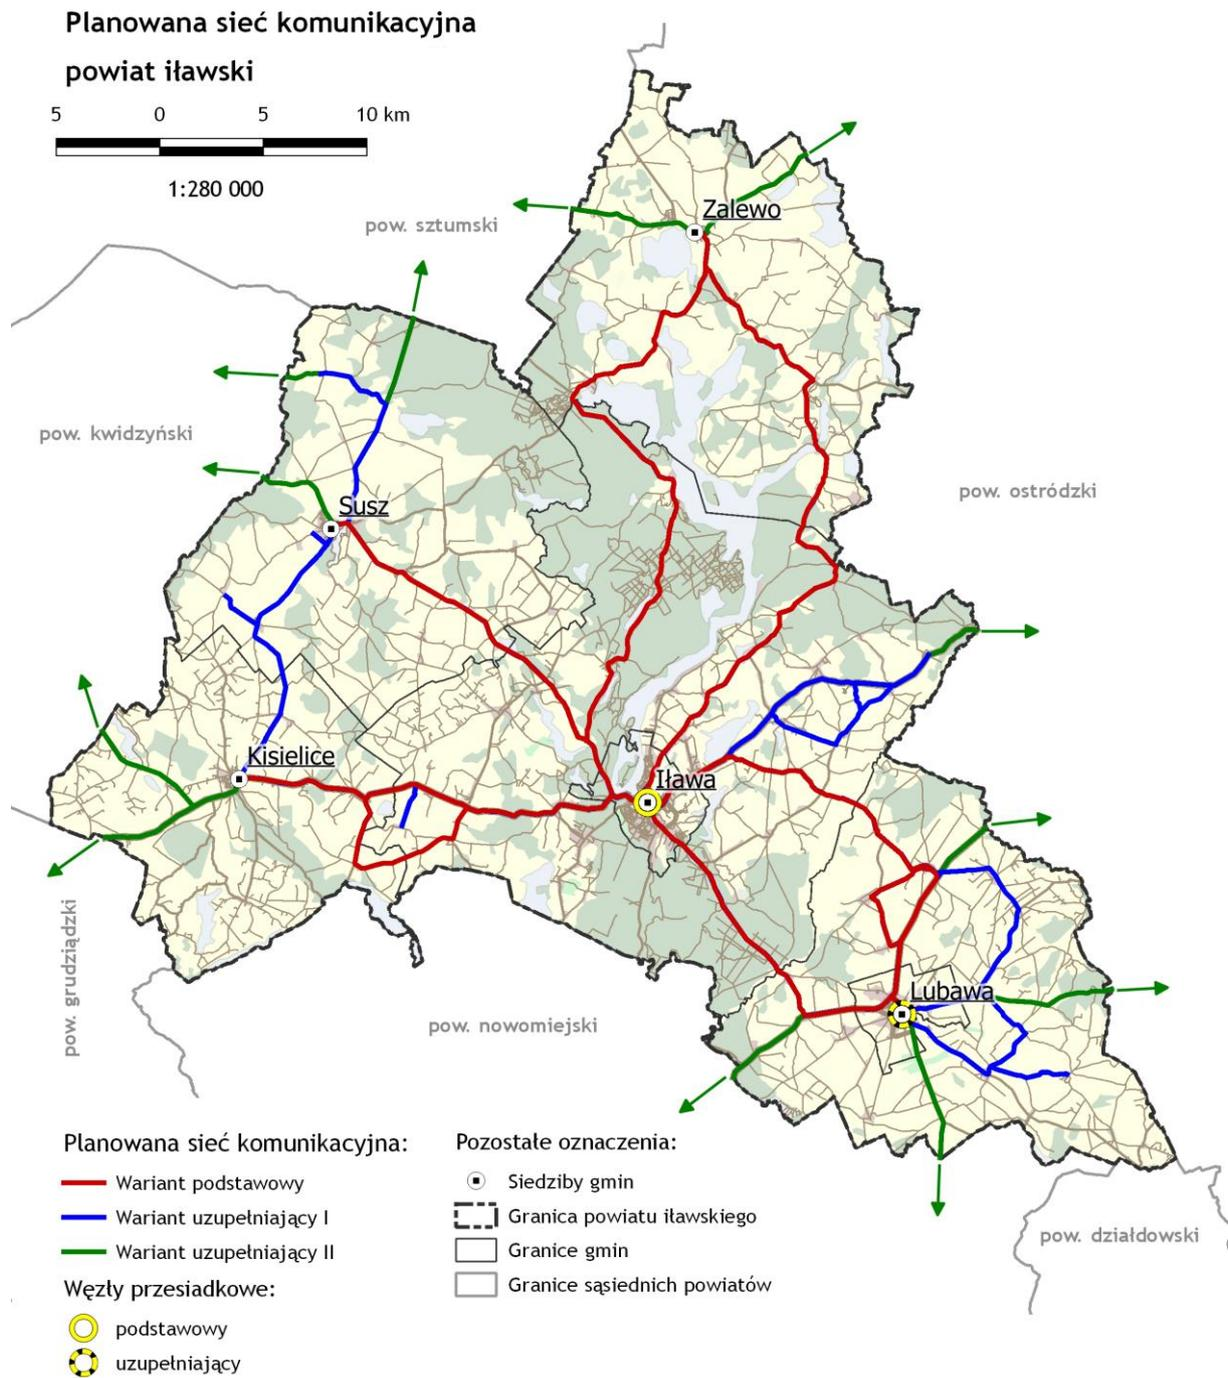 Planowana sieć komunikacyjna
powiat iławski
5 0 5 10 km
1:280 000
Zalewo
pow. sztumski
pow. kwidzyński
Susz
pow. ostródzki
Kisielice
Iława
pow. grudziądzki
Lubawa
pow. nowomiejski
Planowana sieć komunikacyjna:
Wariant podstawowy
Wariant uzupełniający I
Wariant uzupełniający II
Węzły przesiadkowe:
podstawowy
uzupełniający
Pozostałe oznaczenia:
Siedziby gmin
Granica powiatu iławskiego
Granice gmin
Granice sąsiednich powiatów
pow. działdowski